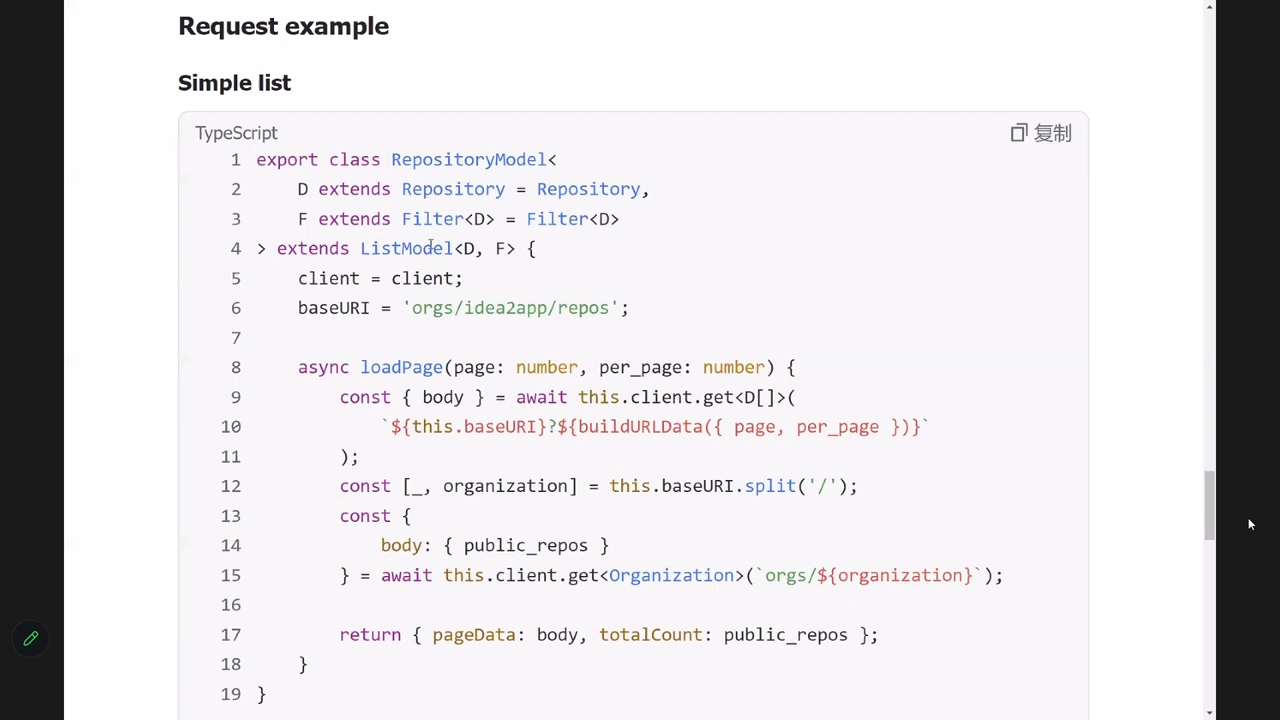 Request example
Simple list
TypeScript 复制
1 export class RepositoryModel<
2     D extends Repository = Repository,
3     F extends Filter<D> = Filter<D>
4 > extends ListModel<D, F> {
5     client = client;
6     baseURI = 'orgs/idea2app/repos';
7
8     async loadPage(page: number, per_page: number) {
9         const { body } = await this.client.get<D[]>(
10             `${this.baseURI}?${buildURLData({ page, per_page })}`
11         );
12         const [_, organization] = this.baseURI.split('/');
13         const {
14             body: { public_repos }
15         } = await this.client.get<Organization>(`orgs/${organization}`);
16
17         return { pageData: body, totalCount: public_repos };
18     }
19 }